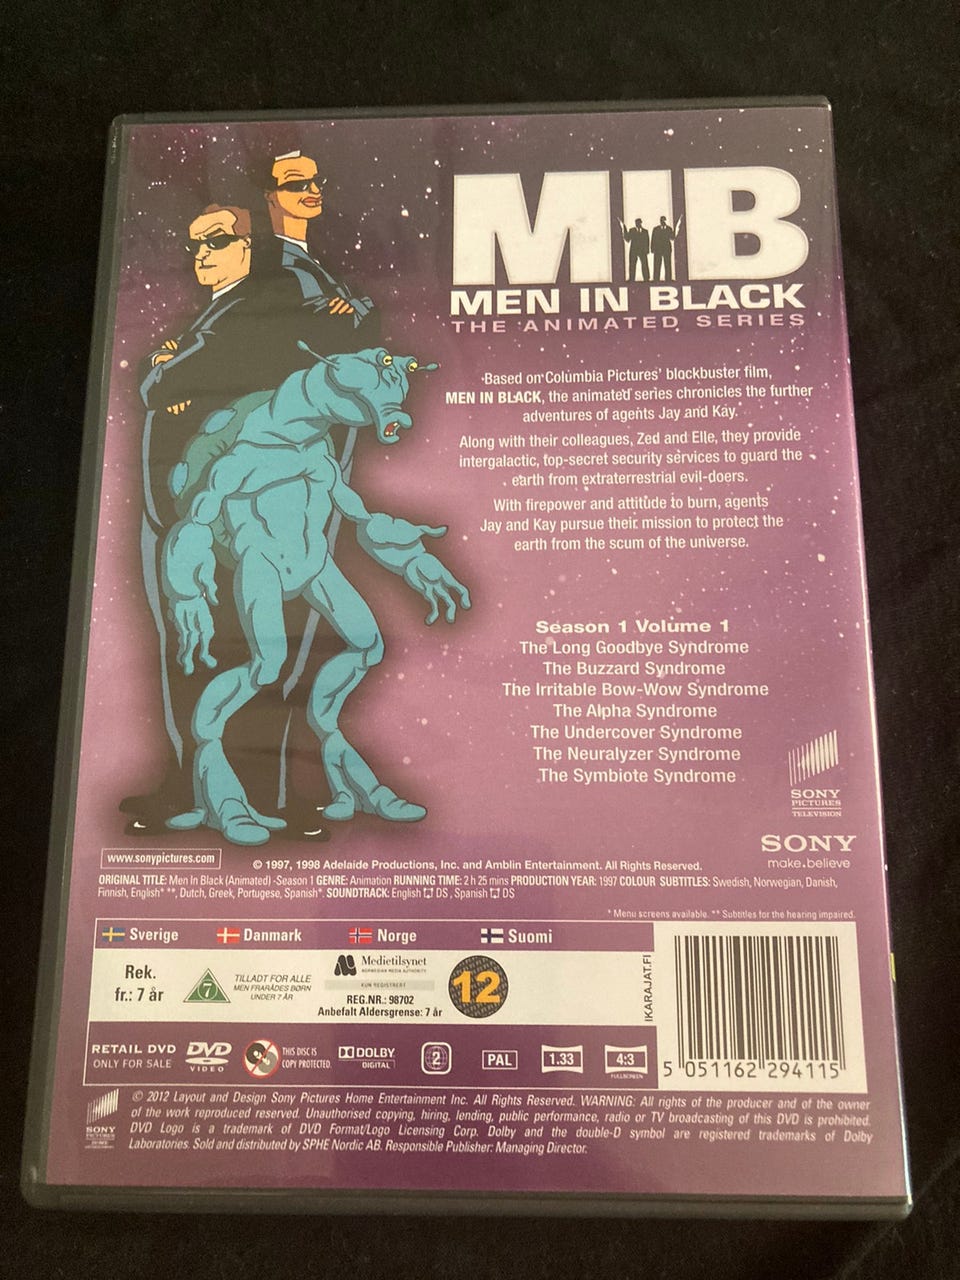 MIB
MEN IN BLACK
THE ANIMATED SERIES
Based on Columbia Pictures' blockbuster film,
MEN IN BLACK, the animated series chronicles the further
adventures of agents Jay and Kay.
Along with their colleagues, Zed and Elle, they provide
intergalactic, top-secret security services to guard the
earth from extraterrestrial evil-doers.
With firepower and attitude to burn, agents
Jay and Kay pursue their mission to protect the
earth from the scum of the universe.
Season 1 Volume 1
The Long Goodbye Syndrome
The Buzzard Syndrome
The Irritable Bow-Wow Syndrome
The Alpha Syndrome
The Undercover Syndrome
The Neuralyzer Syndrome
The Symbiote Syndrome
SONY
PICTURES
TELEVISION
SONY
make.believe
www.sonypictures.com
© 1997, 1998 Adelaide Productions, Inc. and Amblin Entertainment. All Rights Reserved.
ORIGINAL TITLE: Men In Black (Animated) -Season 1 GENRE: Animation RUNNING TIME: 2 h 25 mins PRODUCTION YEAR: 1997 COLOUR SUBTITLES: Swedish, Norwegian, Danish,
Finnish, English* **, Dutch, Greek, Portugese, Spanish*. SOUNDTRACK: English DS, Spanish DS
* Menu screens available. ** Subtitles for the hearing impaired.
Sverige Danmark Norge Suomi
Rek.
fr.: 7 år
7
TILLADT FOR ALLE
MEN FRARÅDES BØRN
UNDER 7 ÅR
Medietilsynet
NORWEGIAN MEDIA AUTHORITY
KUN REGISTRERT
REG.NR.: 98702
Anbefalt Aldersgrense: 7 år
12
IKARAJAT.FI
RETAIL DVD
ONLY FOR SALE
DVD
VIDEO
THIS DISC IS
COPY PROTECTED.
DOLBY
DIGITAL
2
PAL
1.33
4:3
FULLSCREEN
5 051162 294115
SONY
PICTURES
© 2012 Layout and Design Sony Pictures Home Entertainment Inc. All Rights Reserved. WARNING: All rights of the producer and of the owner
of the work reproduced reserved. Unauthorised copying, hiring, lending, public performance, radio or TV broadcasting of this DVD is prohibited.
DVD Logo is a trademark of DVD Format/Logo Licensing Corp. Dolby and the double-D symbol are registered trademarks of Dolby
Laboratories. Sold and distributed by SPHE Nordic AB. Responsible Publisher: Managing Director.